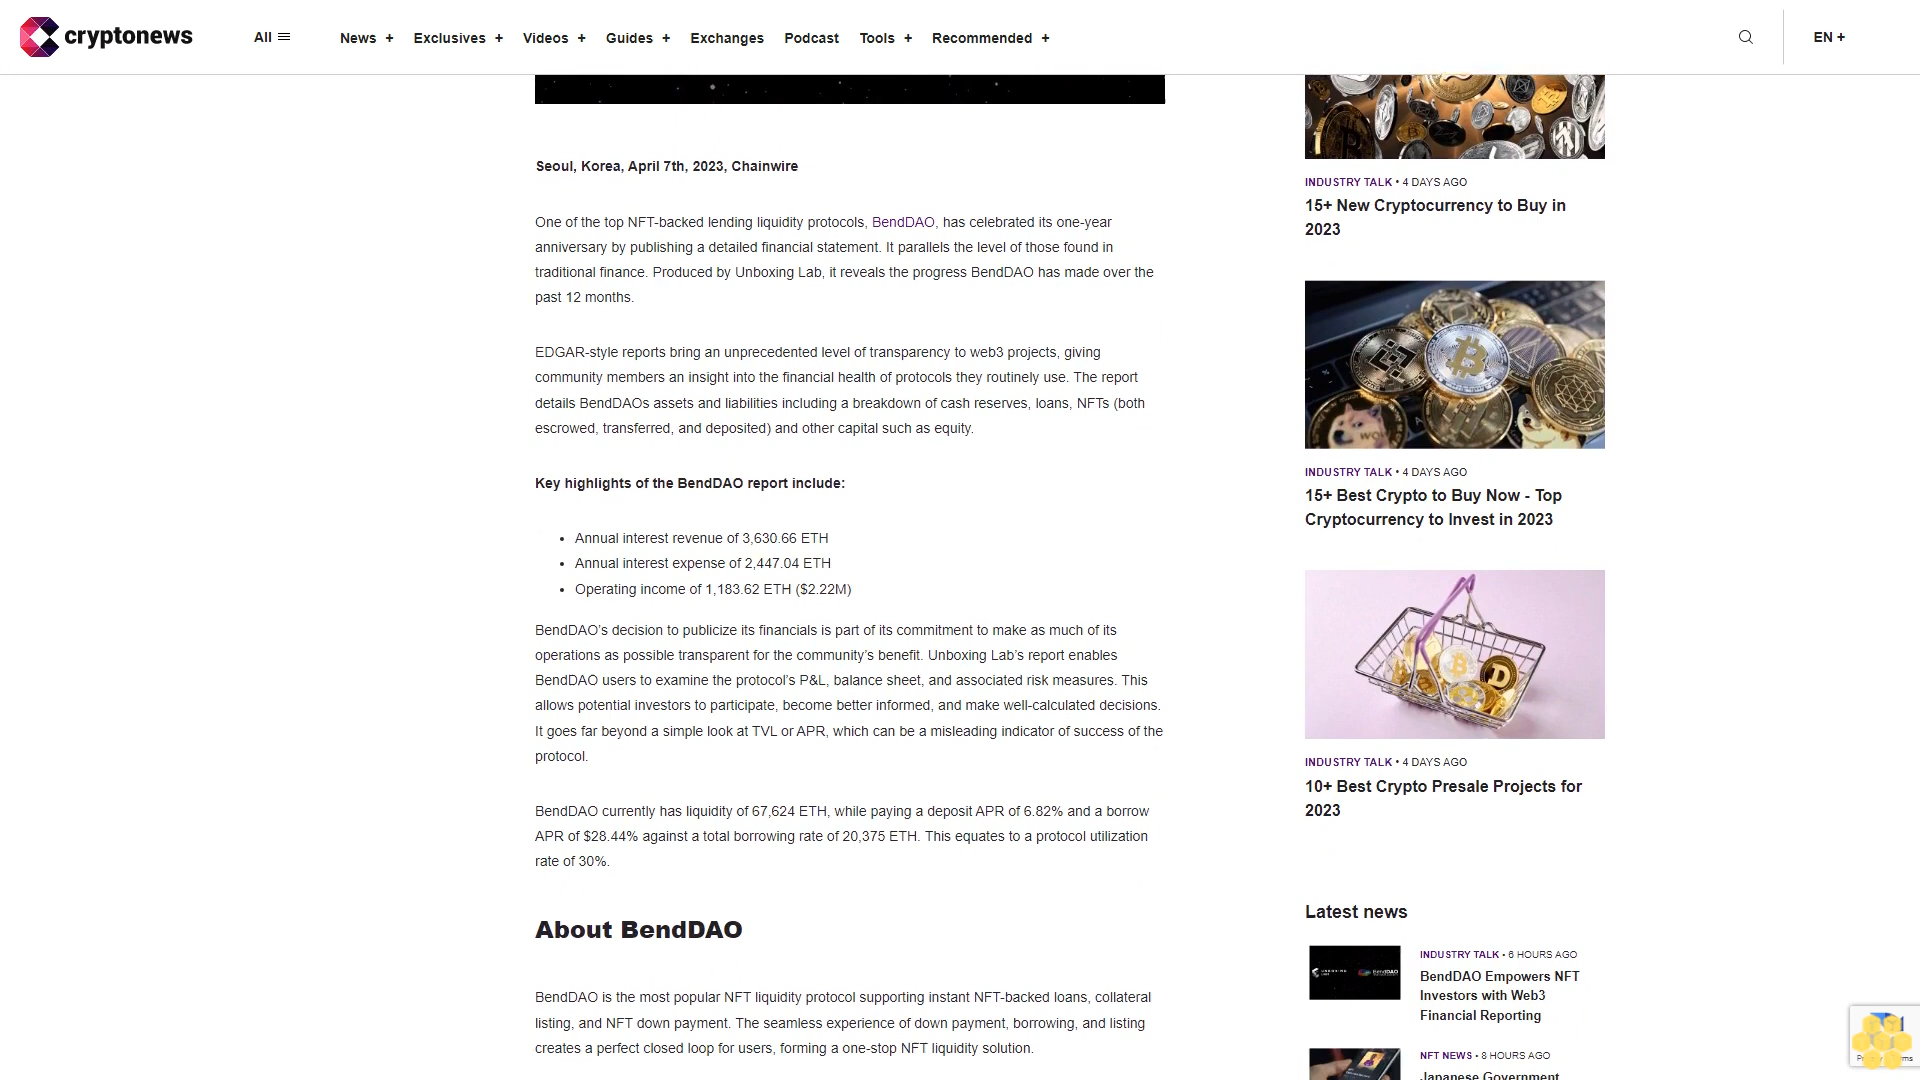 cryptonews
All
News +
Exclusives +
Videos +
Guides +
Exchanges
Podcast
Tools +
Recommended +
EN +
Seoul, Korea, April 7th, 2023, Chainwire
One of the top NFT-backed lending liquidity protocols, BendDAO, has celebrated its one-year
anniversary by publishing a detailed financial statement. It parallels the level of those found in
traditional finance. Produced by Unboxing Lab, it reveals the progress BendDAO has made over the
past 12 months.
EDGAR-style reports bring an unprecedented level of transparency to web3 projects, giving
community members an insight into the financial health of protocols they routinely use. The report
details BendDAOs assets and liabilities including a breakdown of cash reserves, loans, NFTs (both
escrowed, transferred, and deposited) and other capital such as equity.
Key highlights of the BendDAO report include:
• Annual interest revenue of 3,630.66 ETH
• Annual interest expense of 2,447.04 ETH
• Operating income of 1,183.62 ETH ($2.22M)
BendDAO’s decision to publicize its financials is part of its commitment to make as much of its
operations as possible transparent for the community’s benefit. Unboxing Lab’s report enables
BendDAO users to examine the protocol’s P&L, balance sheet, and associated risk measures. This
allows potential investors to participate, become better informed, and make well-calculated decisions.
It goes far beyond a simple look at TVL or APR, which can be a misleading indicator of success of the
protocol.
BendDAO currently has liquidity of 67,624 ETH, while paying a deposit APR of 6.82% and a borrow
APR of $28.44% against a total borrowing rate of 20,375 ETH. This equates to a protocol utilization
rate of 30%.
About BendDAO
BendDAO is the most popular NFT liquidity protocol supporting instant NFT-backed loans, collateral
listing, and NFT down payment. The seamless experience of down payment, borrowing, and listing
creates a perfect closed loop for users, forming a one-stop NFT liquidity solution.
INDUSTRY TALK • 4 DAYS AGO
15+ New Cryptocurrency to Buy in
2023
INDUSTRY TALK • 4 DAYS AGO
15+ Best Crypto to Buy Now - Top
Cryptocurrency to Invest in 2023
INDUSTRY TALK • 4 DAYS AGO
10+ Best Crypto Presale Projects for
2023
Latest news
BendDAO
INDUSTRY TALK • 6 HOURS AGO
BendDAO Empowers NFT
Investors with Web3
Financial Reporting
NFT NEWS • 8 HOURS AGO
Japanese Government